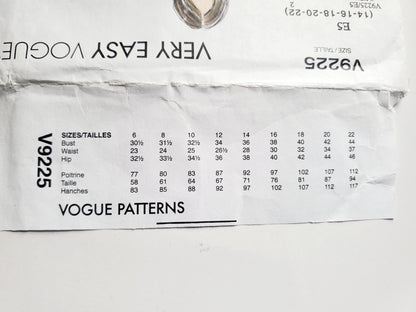 VERY EASY VOGUE
SIZE/TAILLE
V9225
ES
(14-16-18-20-22)
2
V9225/ES
V9225
SIZES/TAILLES 6 8 10 12 14 16 18 20 22
Bust 30½ 31½ 32½ 34 36 38 40 42 44
Waist 23 24 25 26½ 28 30 32 34 37
Hip 32½ 33½ 34½ 36 38 40 42 44 46
Poitrine 77 80 83 87 92 97 102 107 112
Taille 58 61 64 67 71 76 81 87 94
Hanches 83 85 88 92 97 102 107 112 117
VOGUE PATTERNS